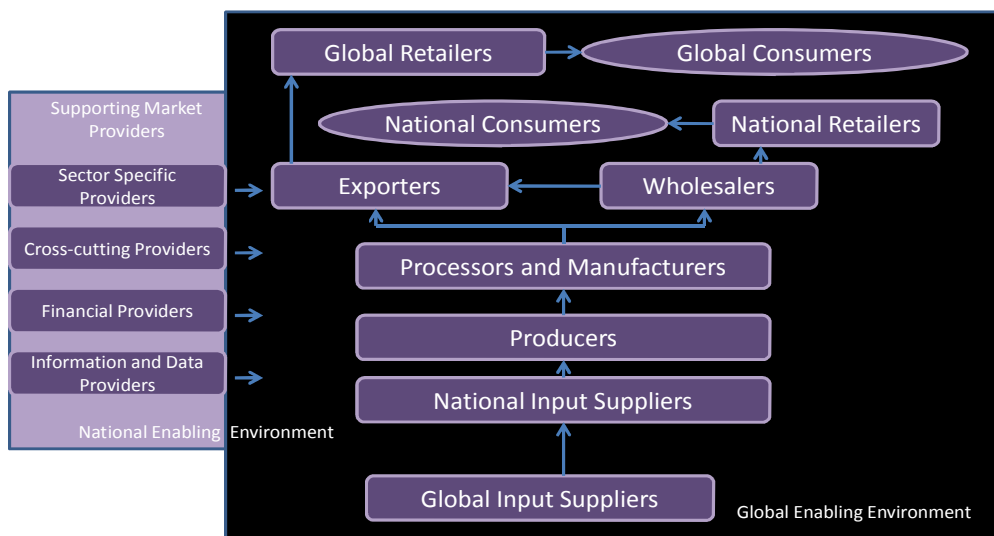 Global Retailers
Global Consumers
Supporting Market
Providers
National Consumers
National Retailers
Sector Specific
Providers
Exporters
Wholesalers
Cross-cutting Providers
Processors and Manufacturers
Financial Providers
Producers
Information and Data
Providers
National Input Suppliers
National Enabling Environment
Global Input Suppliers
Global Enabling Environment